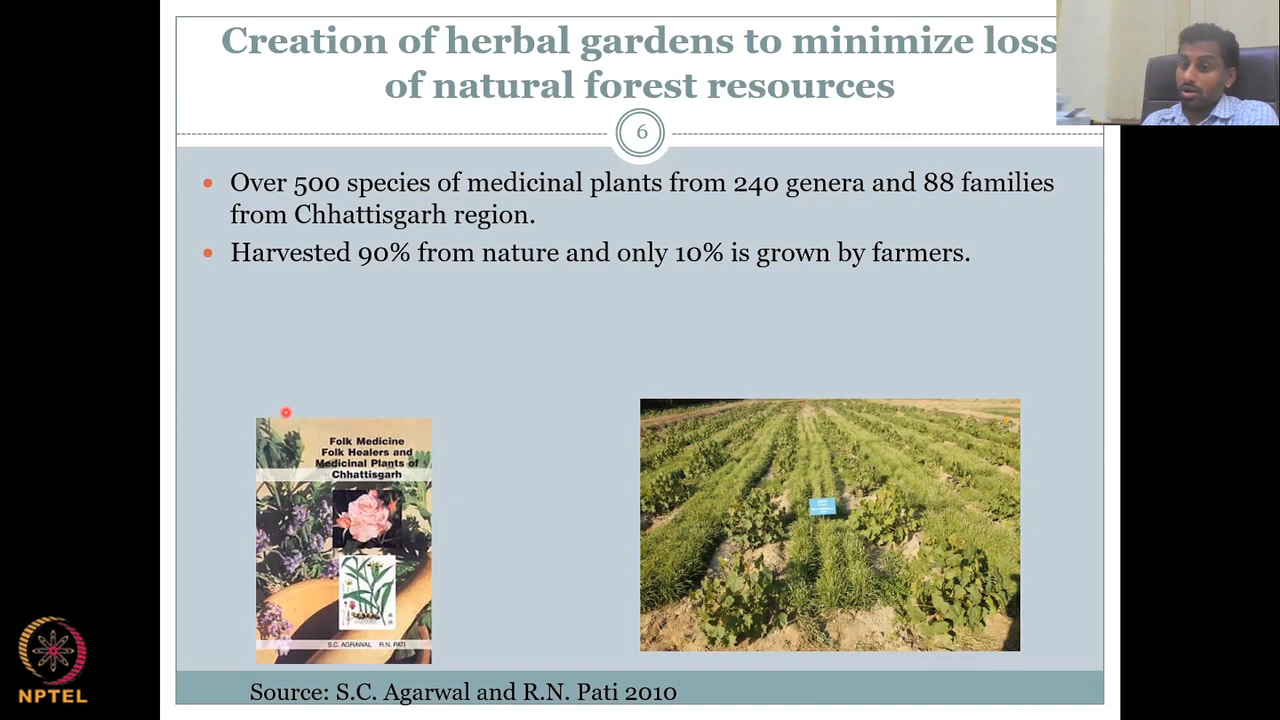 Creation of herbal gardens to minimize loss
of natural forest resources
6
• Over 500 species of medicinal plants from 240 genera and 88 families
from Chhattisgarh region.
• Harvested 90% from nature and only 10% is grown by farmers.
Folk Medicine
Folk Healers and
Medicinal Plants of
Chhattisgarh
S.C. AGRAWAL R.N. PATI
Source: S.C. Agarwal and R.N. Pati 2010
NPTEL